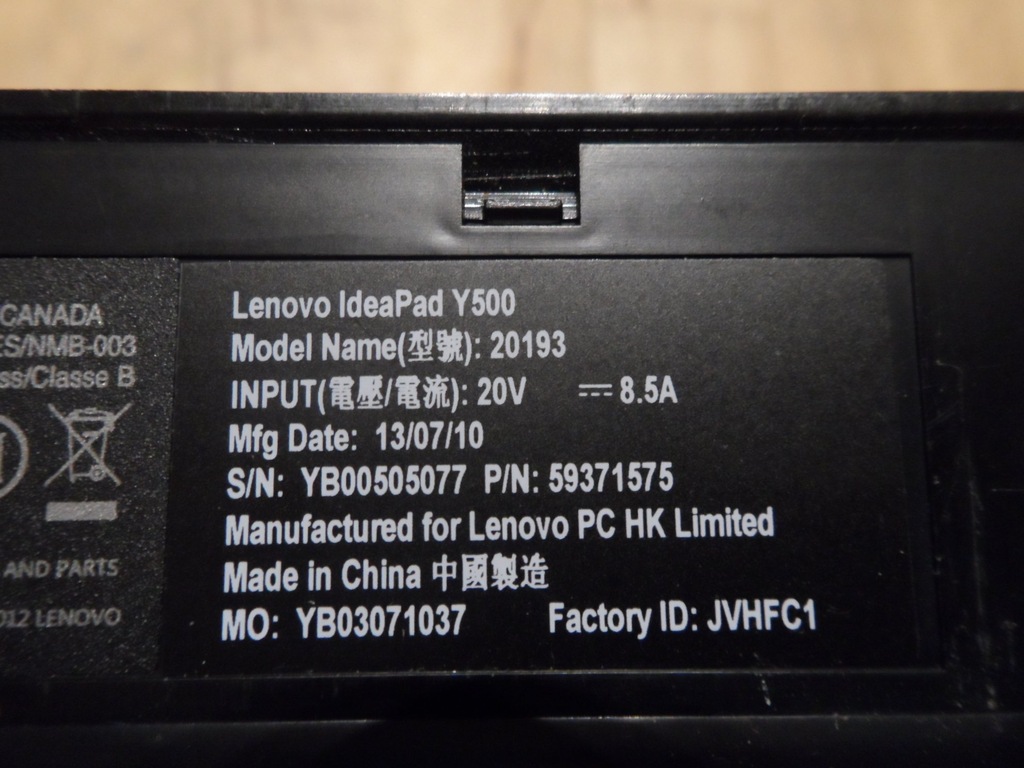 CANADA
ES/NMB-003
ss/Classe B
AND PARTS
012 LENOVO
Lenovo IdeaPad Y500
Model Name(型號): 20193
INPUT(電壓/電流): 20V ⎓ 8.5A
Mfg Date: 13/07/10
S/N: YB00505077 P/N: 59371575
Manufactured for Lenovo PC HK Limited
Made in China 中國製造
MO: YB03071037 Factory ID: JVHFC1